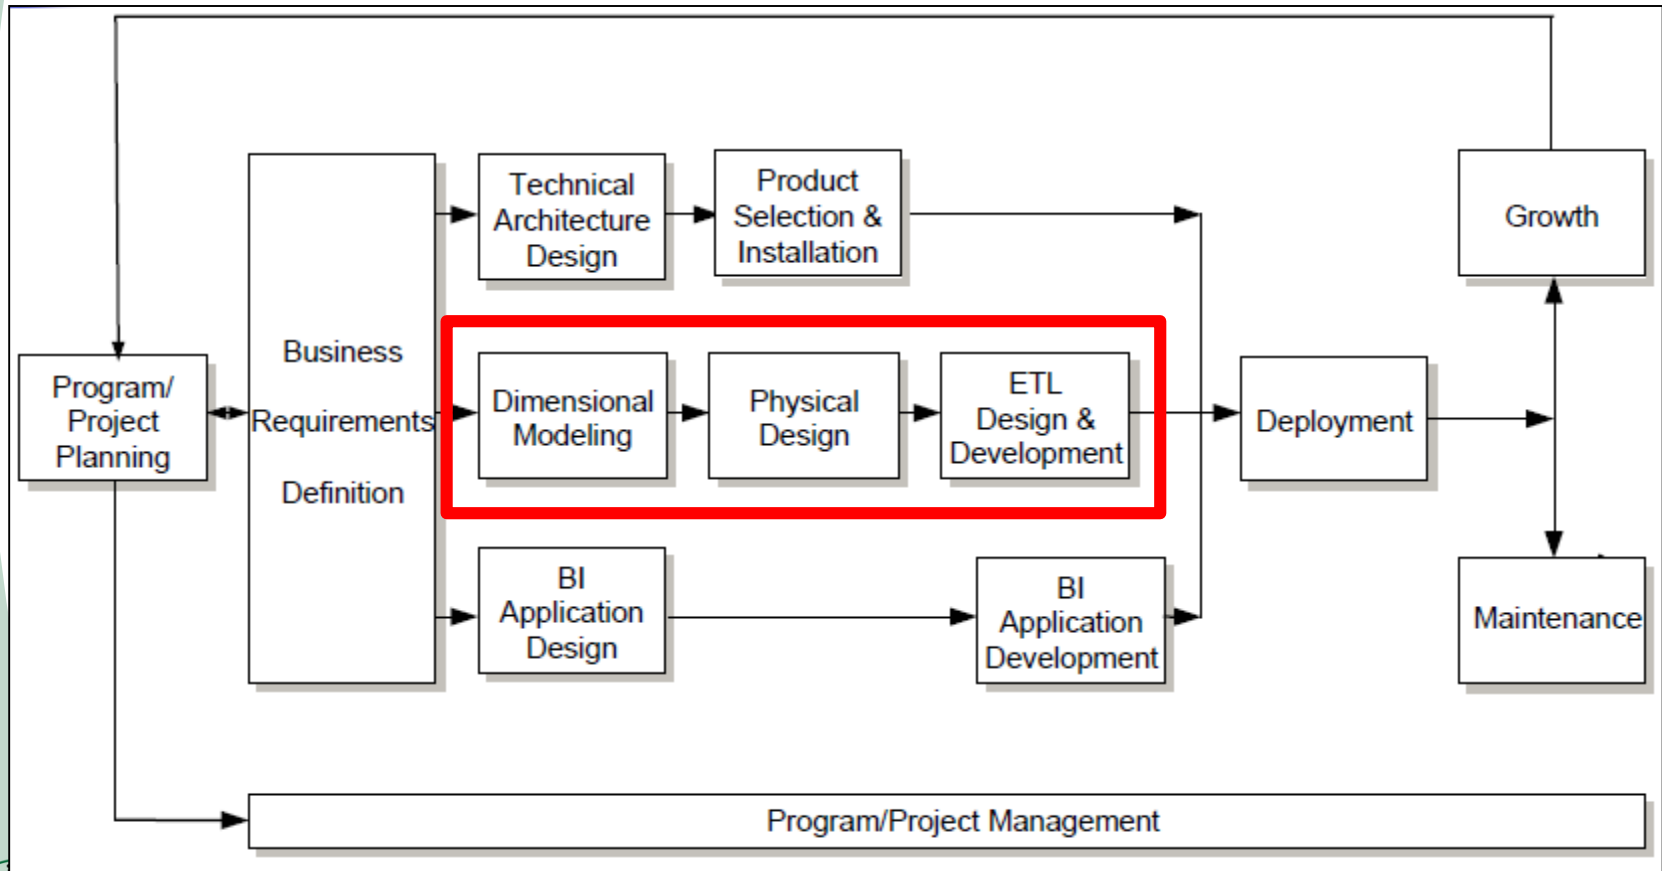 Technical
Architecture
Design
Product
Selection &
Installation
Growth
Business
Requirements
Definition
Program/
Project
Planning
Dimensional
Modeling
Physical
Design
ETL
Design &
Development
Deployment
BI
Application
Design
BI
Application
Development
Maintenance
Program/Project Management